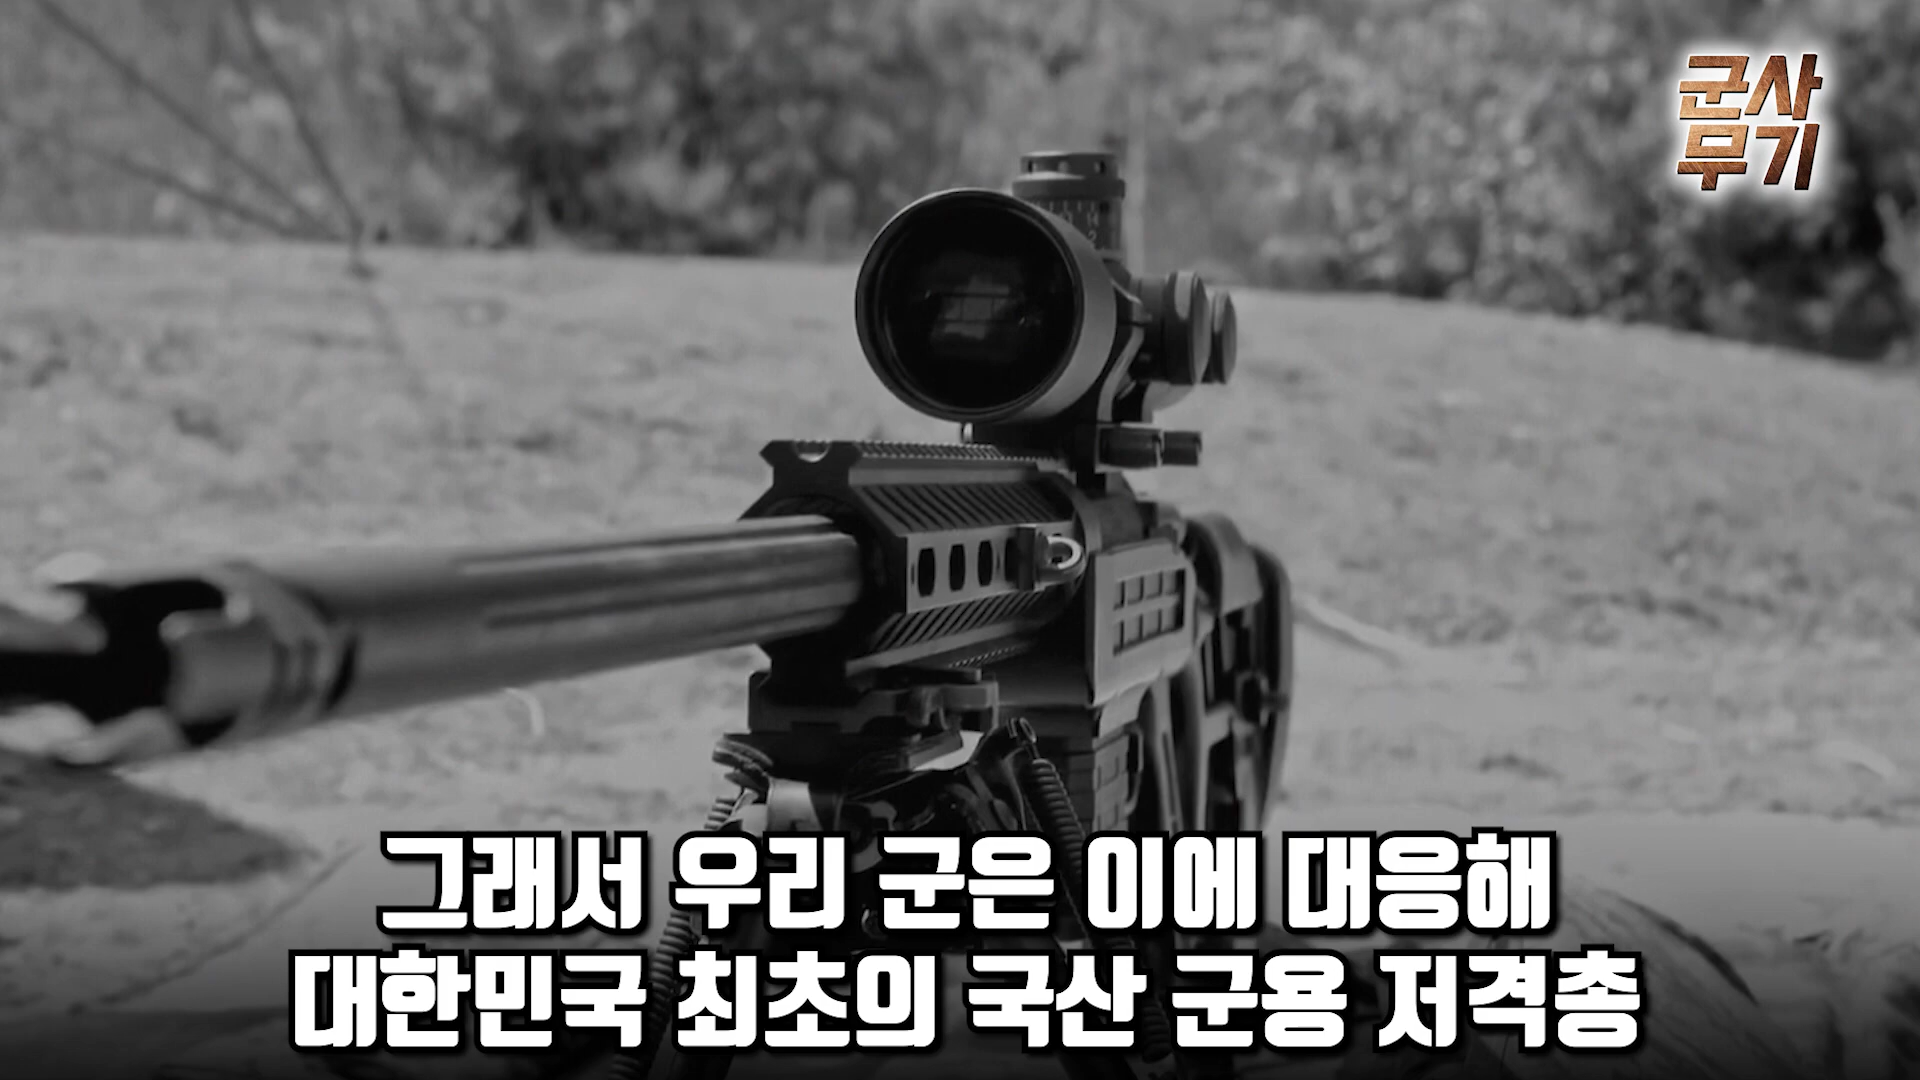 군사
무기
그래서 우리 군은 이에 대응해
대한민국 최초의 국산 군용 저격총